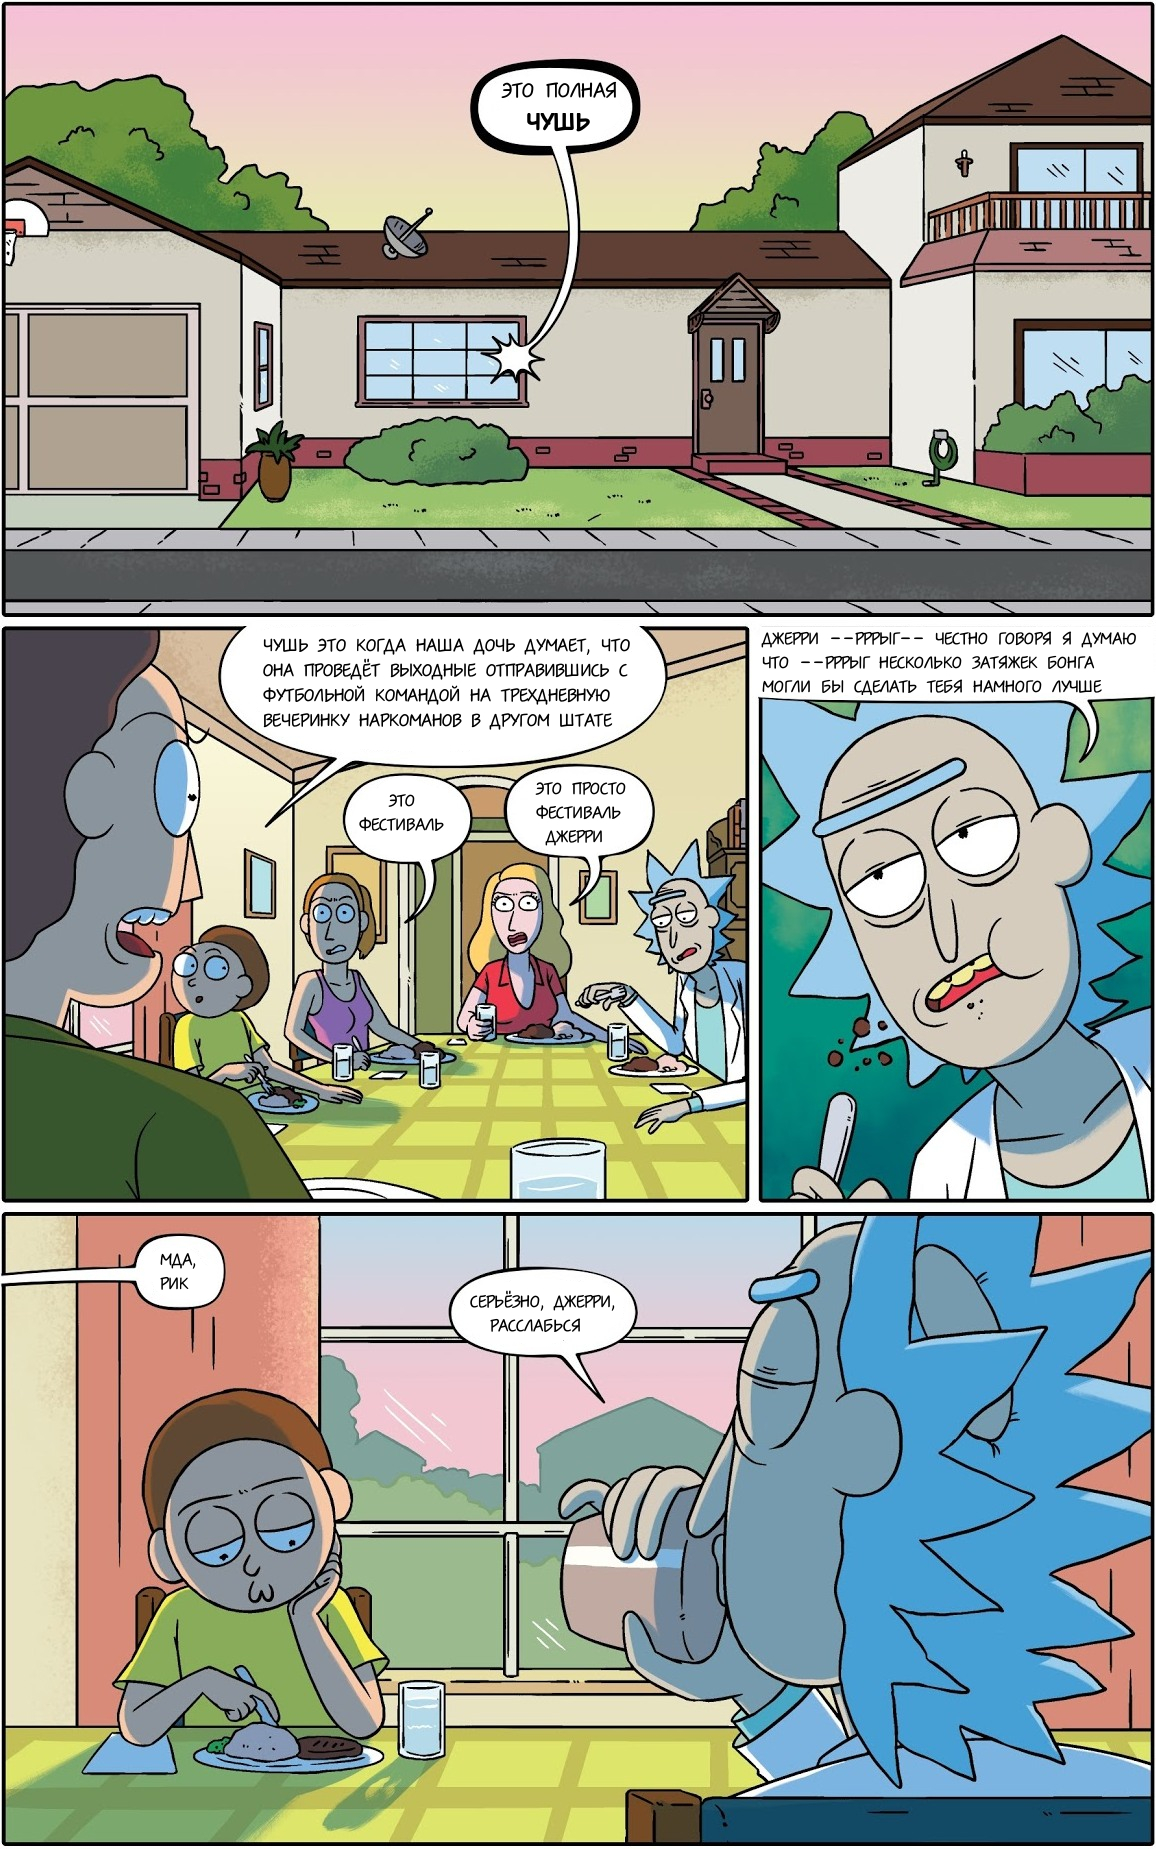 ЭТО ПОЛНАЯ
ЧУШЬ
ЧУШЬ ЭТО КОГДА НАША ДОЧЬ ДУМАЕТ, ЧТО
ОНА ПРОВЕДЁТ ВЫХОДНЫЕ ОТПРАВИВШИСЬ С
ФУТБОЛЬНОЙ КОМАНДОЙ НА ТРЕХДНЕВНУЮ
ВЕЧЕРИНКУ НАРКОМАНОВ В ДРУГОМ ШТАТЕ
ЭТО
ФЕСТИВАЛЬ
ЭТО ПРОСТО
ФЕСТИВАЛЬ
ДЖЕРРИ
ДЖЕРРИ --РРРЫГ-- ЧЕСТНО ГОВОРЯ Я ДУМАЮ
ЧТО --РРРЫГ НЕСКОЛЬКО ЗАТЯЖЕК БОНГА
МОГЛИ БЫ СДЕЛАТЬ ТЕБЯ НАМНОГО ЛУЧШЕ
МДА,
РИК
СЕРЬЁЗНО, ДЖЕРРИ,
РАССЛАБЬСЯ